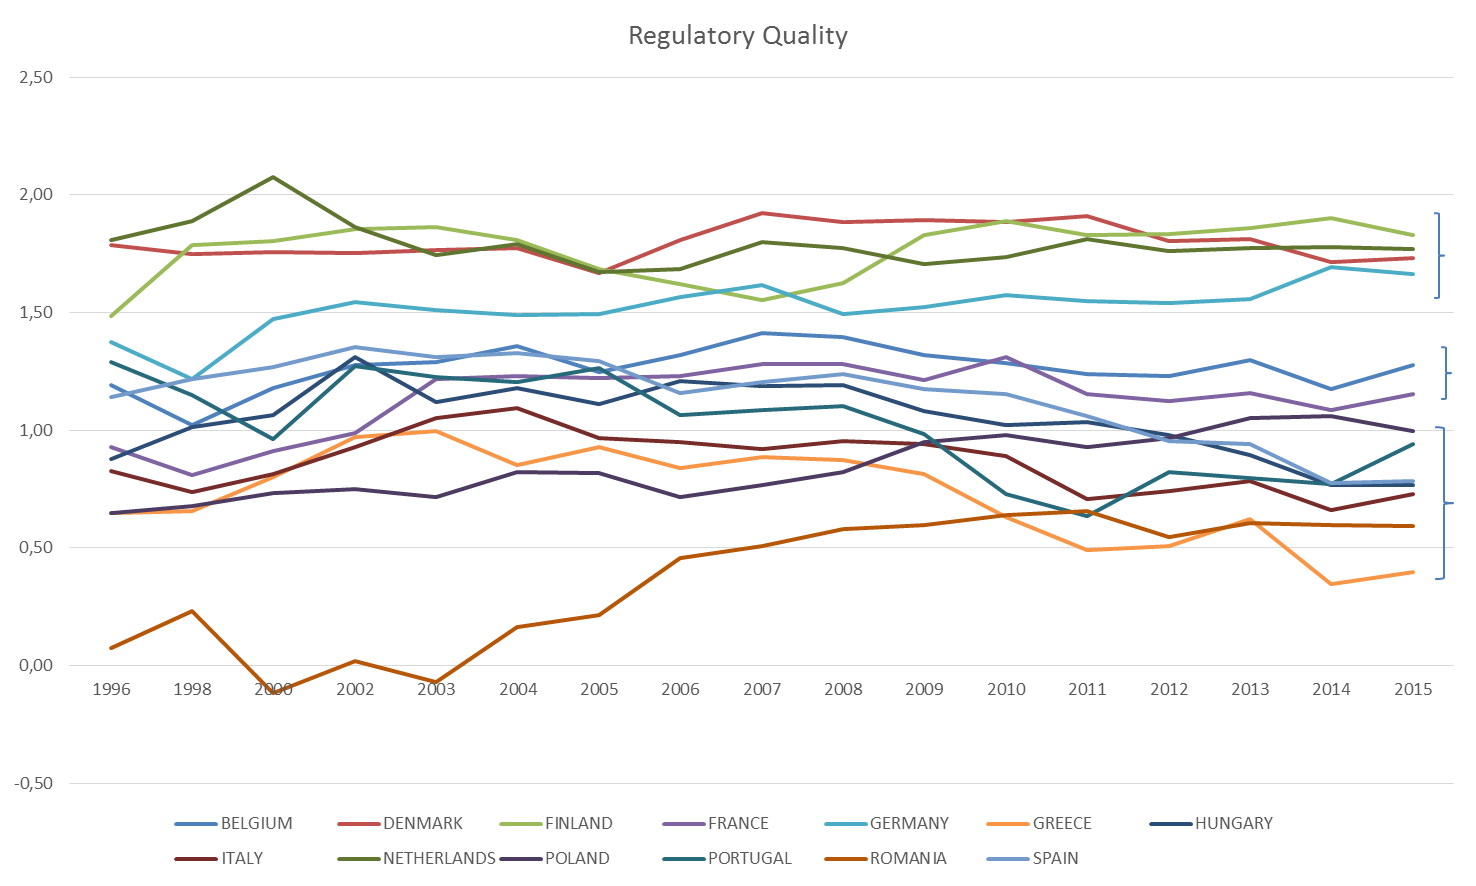 Regulatory Quality
2,50
2,00
1,50
1,00
0,50
0,00
1996 1998 2000 2002 2003 2004 2005 2006 2007 2008 2009 2010 2011 2012 2013 2014 2015
-0,50
BELGIUM DENMARK FINLAND FRANCE GERMANY GREECE HUNGARY
ITALY NETHERLANDS POLAND PORTUGAL ROMANIA SPAIN